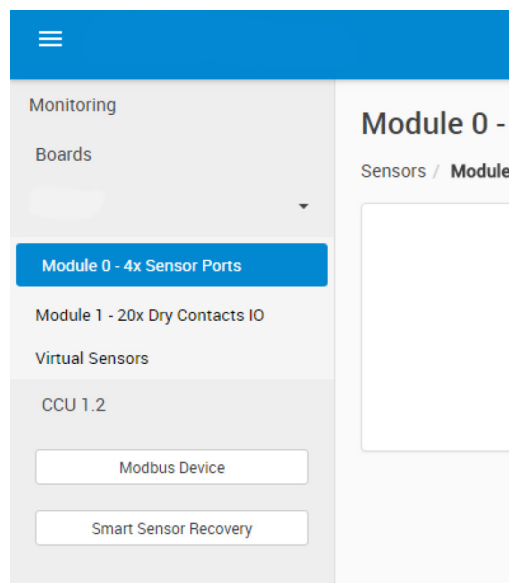 Monitoring
Boards
Module 0 - 4x Sensor Ports
Module 1 - 20x Dry Contacts IO
Virtual Sensors
CCU 1.2
Modbus Device
Smart Sensor Recovery
Module 0 -
Sensors / Module